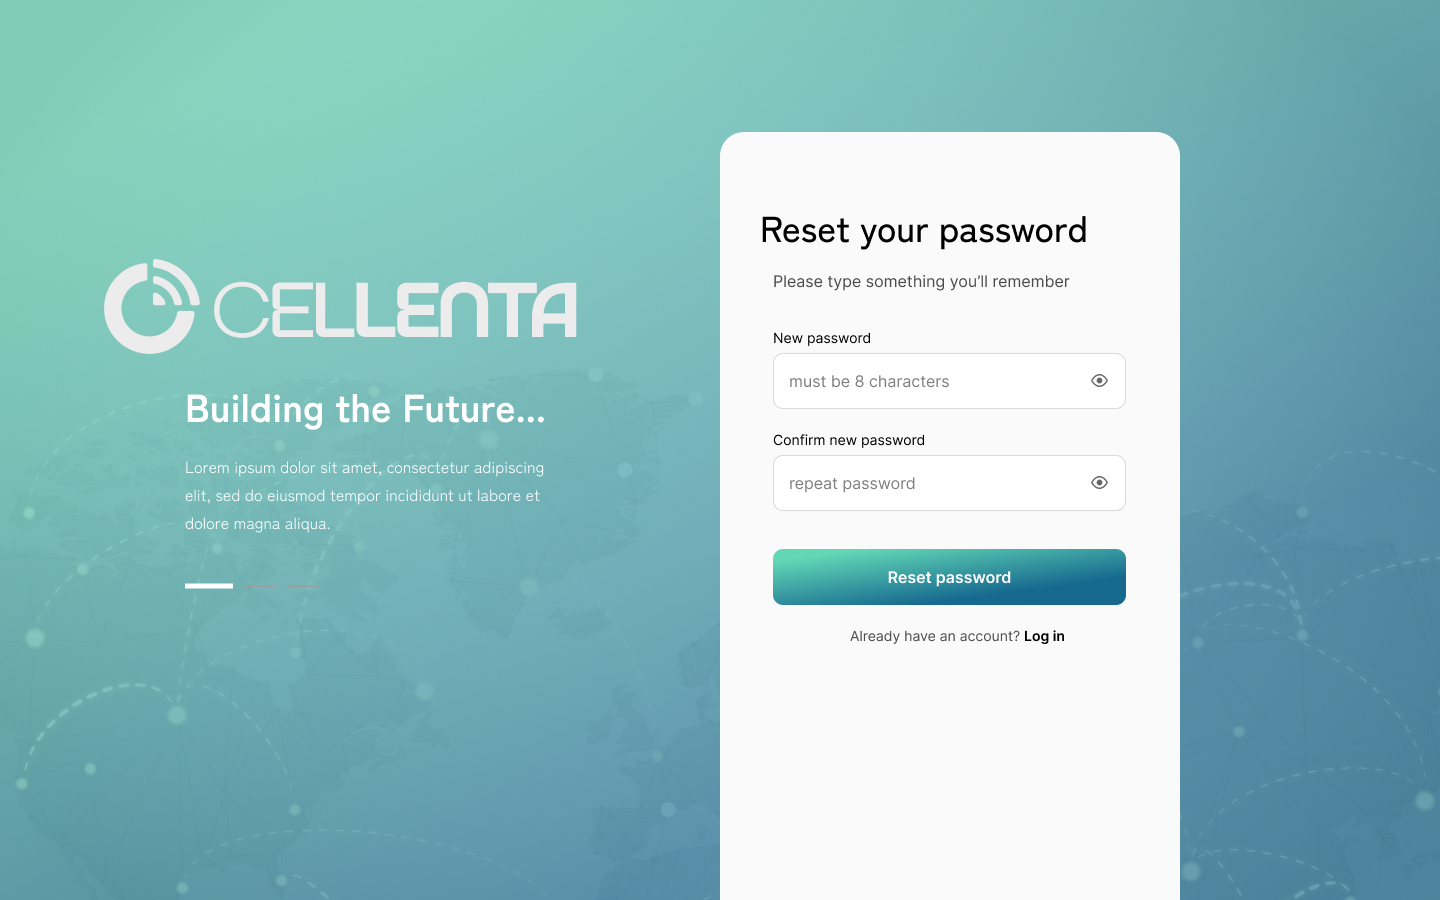 CELLENTA
Building the Future...
Lorem ipsum dolor sit amet, consectetur adipiscing
elit, sed do eiusmod tempor incididunt ut labore et
dolore magna aliqua.
Reset your password
Please type something you’ll remember
New password
must be 8 characters
Confirm new password
repeat password
Reset password
Already have an account? Log in